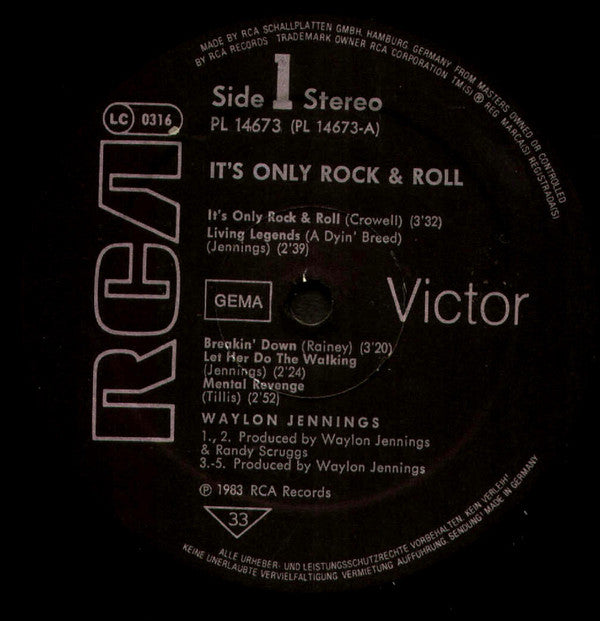 MADE BY RCA SCHALLPLATTEN GMBH, HAMBURG, GERMANY FROM MASTERS OWNED OR CONTROLLED
BY RCA RECORDS TRADEMARK OWNER RCA CORPORATION TM(S) ® REG. MARCA(S) REGISTRADA(S)
Side 1 Stereo
PL 14673 (PL 14673-A)
LC 0316
RCA
IT'S ONLY ROCK & ROLL
It's Only Rock & Roll (Crowell) (3'32)
Living Legends (A Dyin' Breed)
(Jennings) (2'39)
GEMA
Victor
Breakin' Down (Rainey) (3'20)
Let Her Do The Walking
(Jennings) (2'24)
Mental Revenge
(Tillis) (2'52)
WAYLON JENNINGS
1., 2. Produced by Waylon Jennings
& Randy Scruggs
3.-5. Produced by Waylon Jennings
℗ 1983 RCA Records
33
ALLE URHEBER- UND LEISTUNGSSCHUTZRECHTE VORBEHALTEN. KEIN VERLEIH!
KEINE UNERLAUBTE VERVIELFÄLTIGUNG VERMIETUNG AUFFÜHRUNG, SENDUNG! MADE IN GERMANY